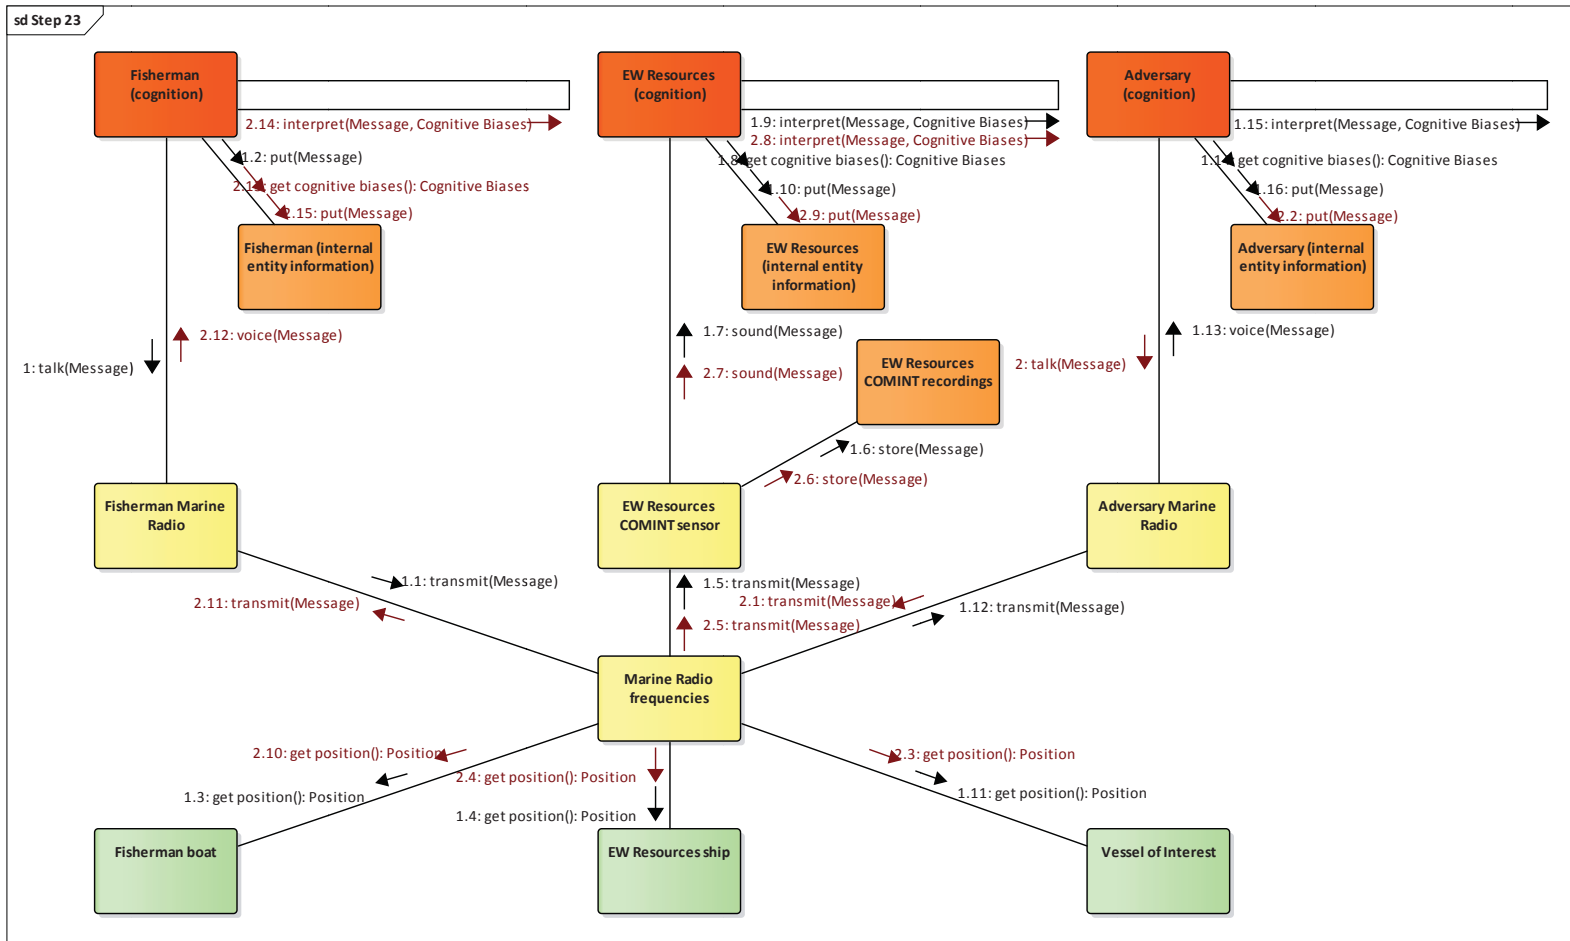 sd Step 23
Fisherman
(cognition)
EW Resources
(cognition)
Adversary
(cognition)
2.14: interpret(Message, Cognitive Biases)
1.9: interpret(Message, Cognitive Biases)
2.8: interpret(Message, Cognitive Biases)
1.15: interpret(Message, Cognitive Biases)
1.2: put(Message)
get cognitive biases(): Cognitive Biases
2.15: put(Message)
1.8: get cognitive biases(): Cognitive Biases
1.10: put(Message)
2.9: put(Message)
get cognitive biases(): Cognitive Biases
1.16: put(Message)
2.2: put(Message)
Fisherman (internal
entity information)
EW Resources
(internal entity
information)
Adversary (internal
entity information)
2.12: voice(Message)
1: talk(Message)
1.7: sound(Message)
2.7: sound(Message)
EW Resources
COMINT recordings
1.13: voice(Message)
2: talk(Message)
1.6: store(Message)
2.6: store(Message)
Fisherman Marine
Radio
EW Resources
COMINT sensor
Adversary Marine
Radio
1.1: transmit(Message)
2.11: transmit(Message)
1.5: transmit(Message)
2.1: transmit(Message)
2.5: transmit(Message)
1.12: transmit(Message)
Marine Radio
frequencies
2.10: get position(): Position
1.3: get position(): Position
2.4: get position(): Position
1.4: get position(): Position
2.3: get position(): Position
1.11: get position(): Position
Fisherman boat
EW Resources ship
Vessel of Interest